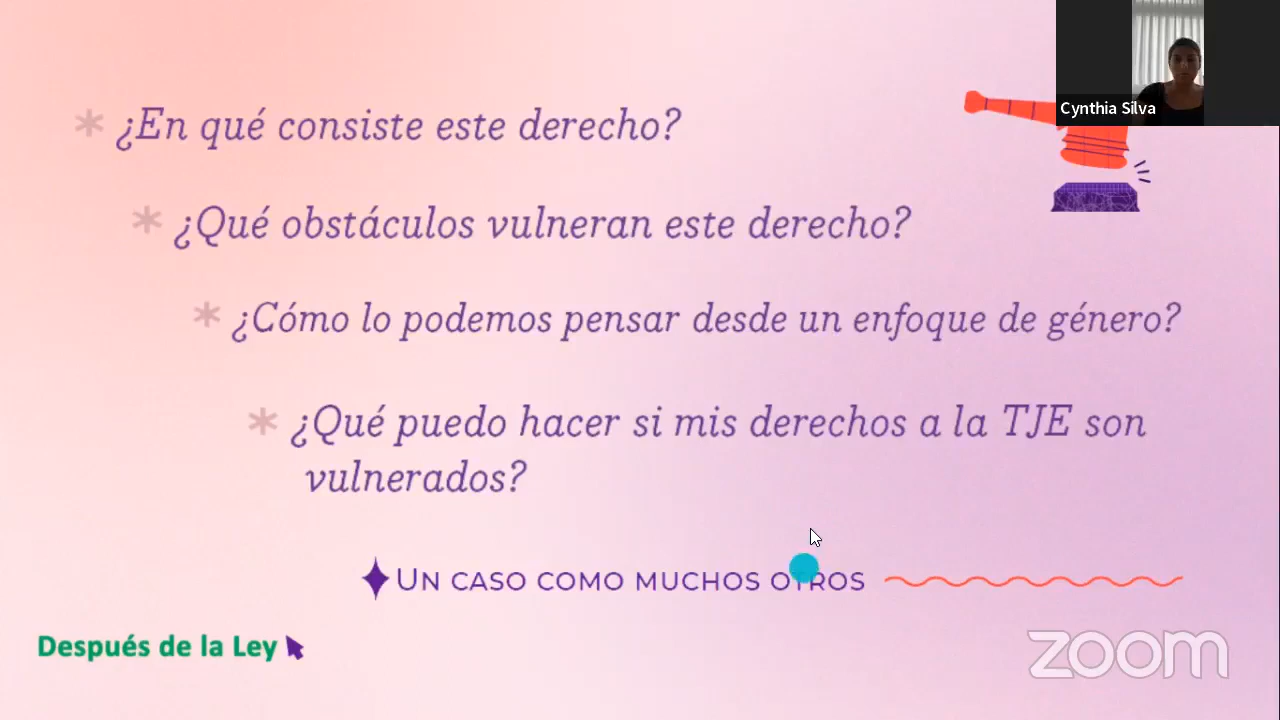 Cynthia Silva
* ¿En qué consiste este derecho?
* ¿Qué obstáculos vulneran este derecho?
* ¿Cómo lo podemos pensar desde un enfoque de género?
* ¿Qué puedo hacer si mis derechos a la TJE son
vulnerados?
UN CASO COMO MUCHOS OTROS
Después de la Ley
zoom